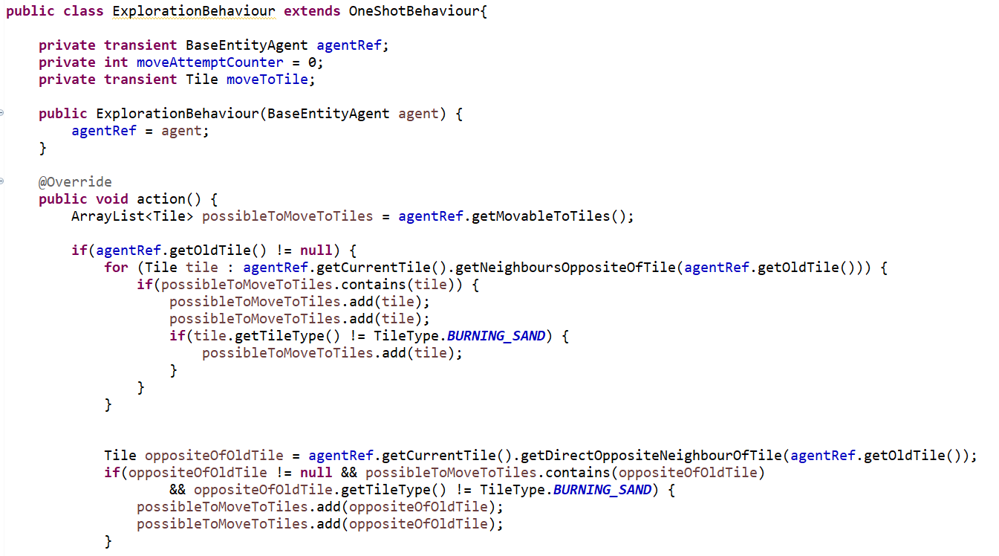 public class ExplorationBehaviour extends OneShotBehaviour{
private transient BaseEntityAgent agentRef;
private int moveAttemptCounter = 0;
private transient Tile moveToTile;
public ExplorationBehaviour(BaseEntityAgent agent) {
agentRef = agent;
}
@Override
public void action() {
ArrayList<Tile> possibleToMoveToTiles = agentRef.getMovableToTiles();
if(agentRef.getOldTile() != null) {
for (Tile tile : agentRef.getCurrentTile().getNeighboursOppositeOfTile(agentRef.getOldTile())) {
if(possibleToMoveToTiles.contains(tile)) {
possibleToMoveToTiles.add(tile);
possibleToMoveToTiles.add(tile);
if(tile.getTileType() != TileType.BURNING_SAND) {
possibleToMoveToTiles.add(tile);
}
}
}
Tile oppositeOfOldTile = agentRef.getCurrentTile().getDirectOppositeNeighbourOfTile(agentRef.getOldTile());
if(oppositeOfOldTile != null && possibleToMoveToTiles.contains(oppositeOfOldTile)
&& oppositeOfOldTile.getTileType() != TileType.BURNING_SAND) {
possibleToMoveToTiles.add(oppositeOfOldTile);
possibleToMoveToTiles.add(oppositeOfOldTile);
}